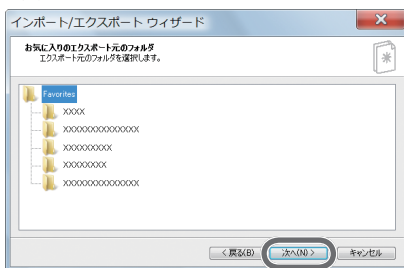 インポート/エクスポート ウィザード
お気に入りのエクスポート元のフォルダ
エクスポート元のフォルダを選択します。
Favorites
XXXX
XXXXXXXXXXXXXX
XXXXXXXXX
XXXXXXXX
XXXXXXXXXXXXXX
< 戻る(B)
次へ(N) >
キャンセル